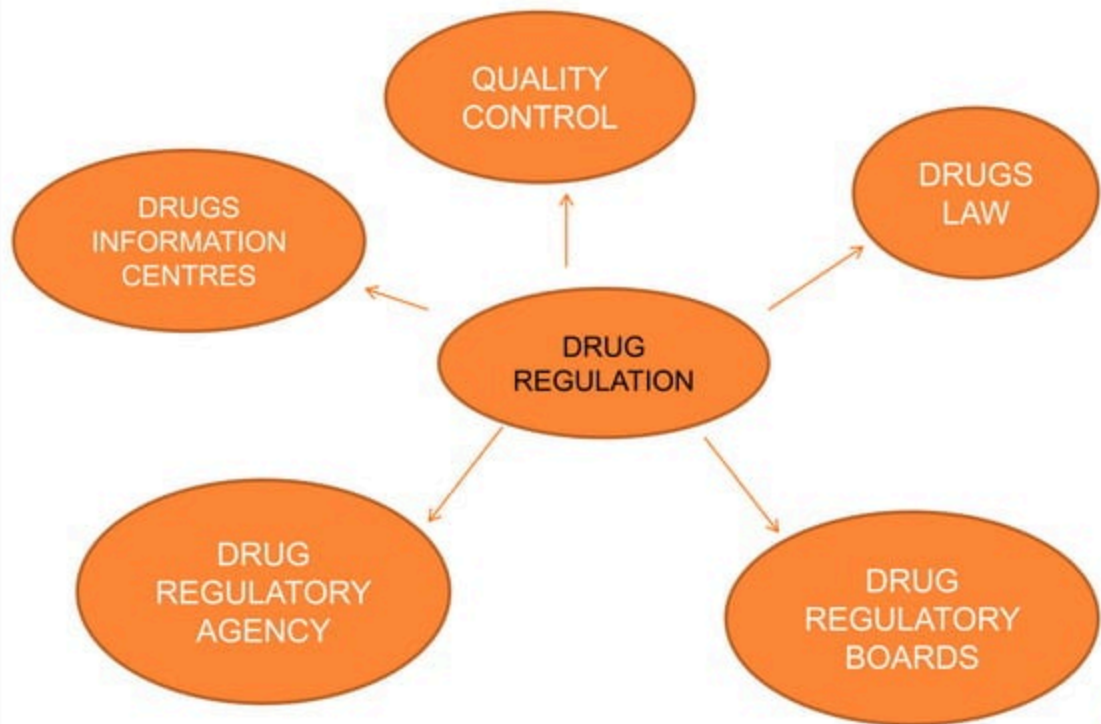 QUALITY
CONTROL
DRUGS
LAW
DRUGS
INFORMATION
CENTRES
DRUG
REGULATION
DRUG
REGULATORY
AGENCY
DRUG
REGULATORY
BOARDS